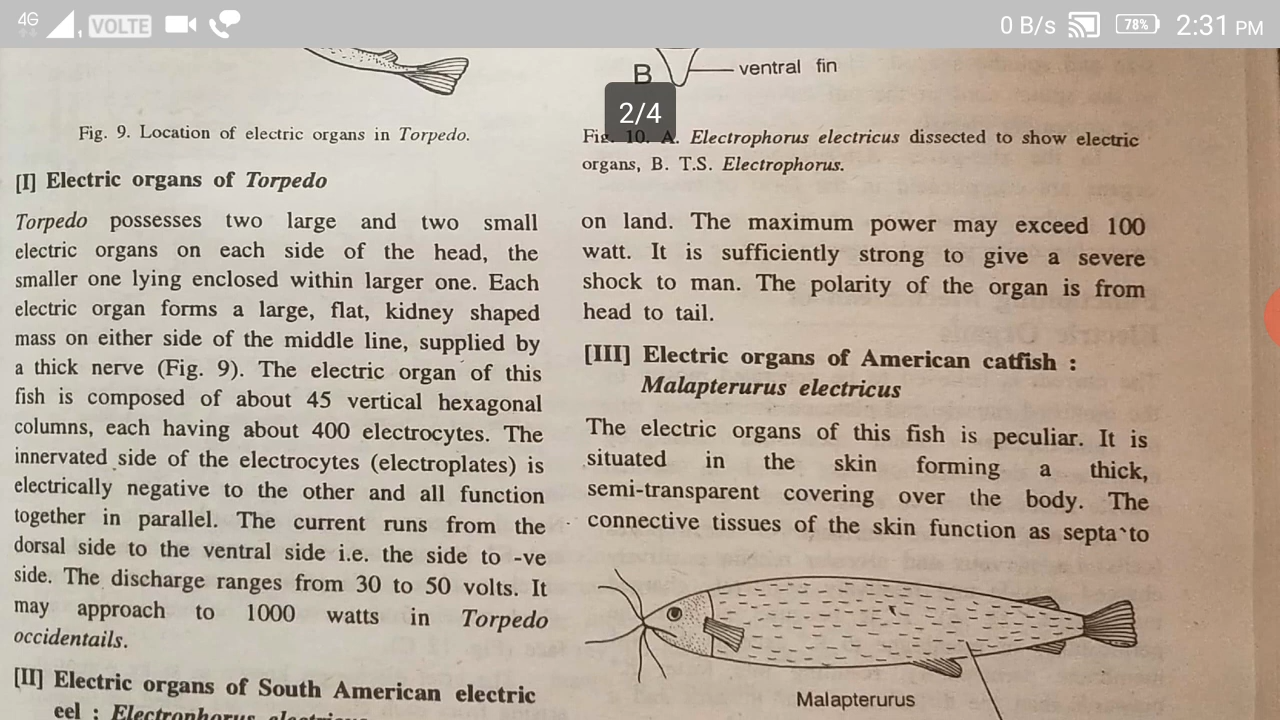 4G VOLTE 0 B/s 78% 2:31 PM
B ventral fin
2/4
Fig. 9. Location of electric organs in Torpedo.
[I] Electric organs of Torpedo
Torpedo possesses two large and two small
electric organs on each side of the head, the
smaller one lying enclosed within larger one. Each
electric organ forms a large, flat, kidney shaped
mass on either side of the middle line, supplied by
a thick nerve (Fig. 9). The electric organ of this
fish is composed of about 45 vertical hexagonal
columns, each having about 400 electrocytes. The
innervated side of the electrocytes (electroplates) is
electrically negative to the other and all function
together in parallel. The current runs from the
dorsal side to the ventral side i.e. the side to -ve
side. The discharge ranges from 30 to 50 volts. It
may approach to 1000 watts in Torpedo
occidentails.
[II] Electric organs of South American electric
eel : Electrophorus electricus
Fig. 10. A. Electrophorus electricus dissected to show electric
organs, B. T.S. Electrophorus.
on land. The maximum power may exceed 100
watt. It is sufficiently strong to give a severe
shock to man. The polarity of the organ is from
head to tail.
[III] Electric organs of American catfish :
Malapterurus electricus
The electric organs of this fish is peculiar. It is
situated in the skin forming a thick,
semi-transparent covering over the body. The
connective tissues of the skin function as septa to
Malapterurus